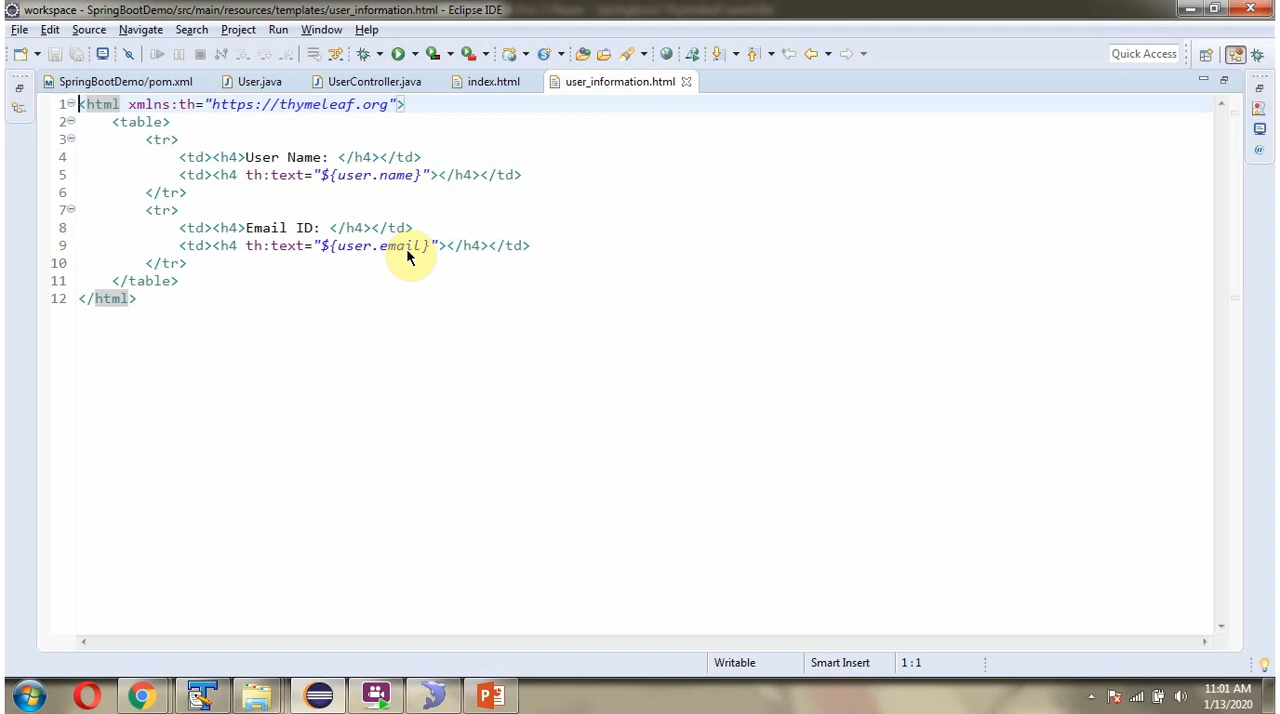 workspace - SpringBootDemo/src/main/resources/templates/user_information.html - Eclipse IDE
File Edit Source Navigate Search Project Run Window Help
Quick Access
SpringBootDemo/pom.xml User.java UserController.java index.html user_information.html
1 <html xmlns:th="https://thymeleaf.org">
2 <table>
3 <tr>
4 <td><h4>User Name: </h4></td>
5 <td><h4 th:text="${user.name}"></h4></td>
6 </tr>
7 <tr>
8 <td><h4>Email ID: </h4></td>
9 <td><h4 th:text="${user.email}"></h4></td>
10 </tr>
11 </table>
12 </html>
Writable Smart Insert 1 : 1
11:01 AM
1/13/2020